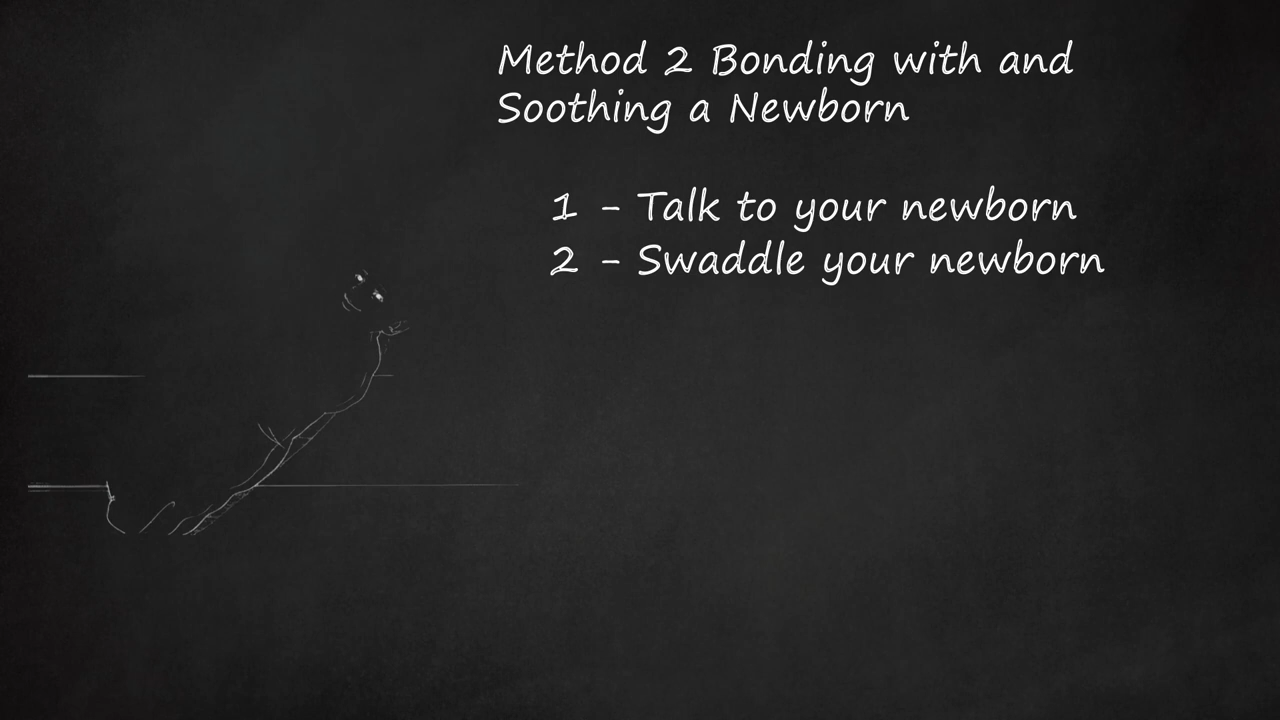 Method 2 Bonding with and
Soothing a Newborn
1 - Talk to your newborn
2 - Swaddle your newborn